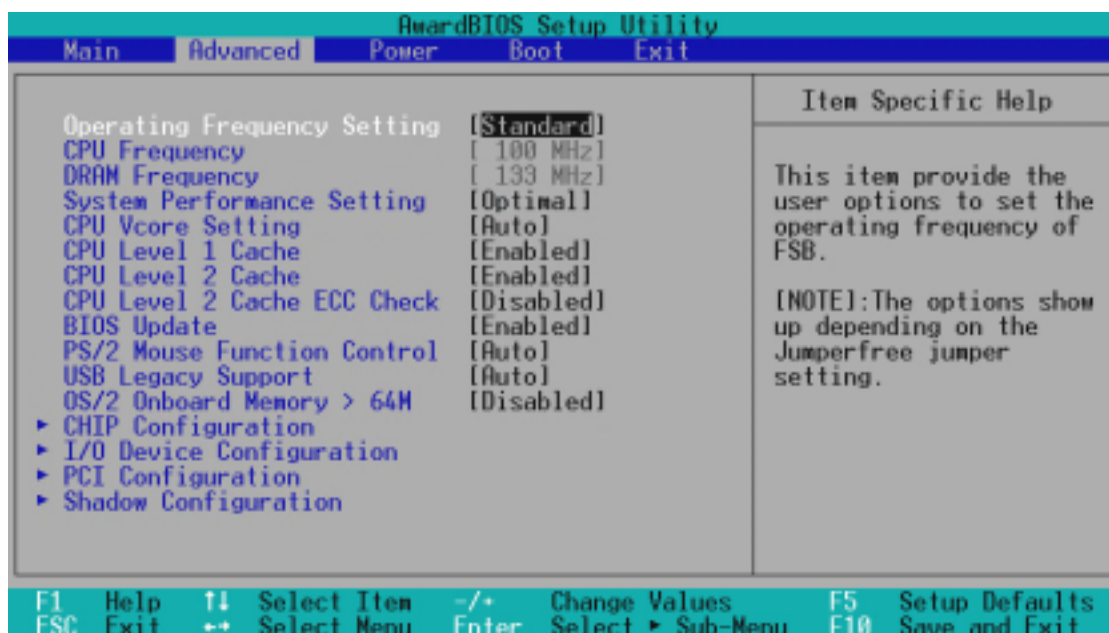 AwardBIOS Setup Utility
Main Advanced Power Boot Exit
Item Specific Help
Operating Frequency Setting [Standard]
CPU Frequency [ 100 MHz]
DRAM Frequency [ 133 MHz]
System Performance Setting [Optimal]
CPU Vcore Setting [Auto]
CPU Level 1 Cache [Enabled]
CPU Level 2 Cache [Enabled]
CPU Level 2 Cache ECC Check [Disabled]
BIOS Update [Enabled]
PS/2 Mouse Function Control [Auto]
USB Legacy Support [Auto]
OS/2 Onboard Memory > 64M [Disabled]
► CHIP Configuration
► I/O Device Configuration
► PCI Configuration
► Shadow Configuration
This item provide the
user options to set the
operating frequency of
FSB.
[NOTE]:The options show
up depending on the
Jumperfree jumper
setting.
F1 Help ↑↓ Select Item -/+ Change Values F5 Setup Defaults
ESC Exit ←→ Select Menu Enter Select ► Sub-Menu F10 Save and Exit